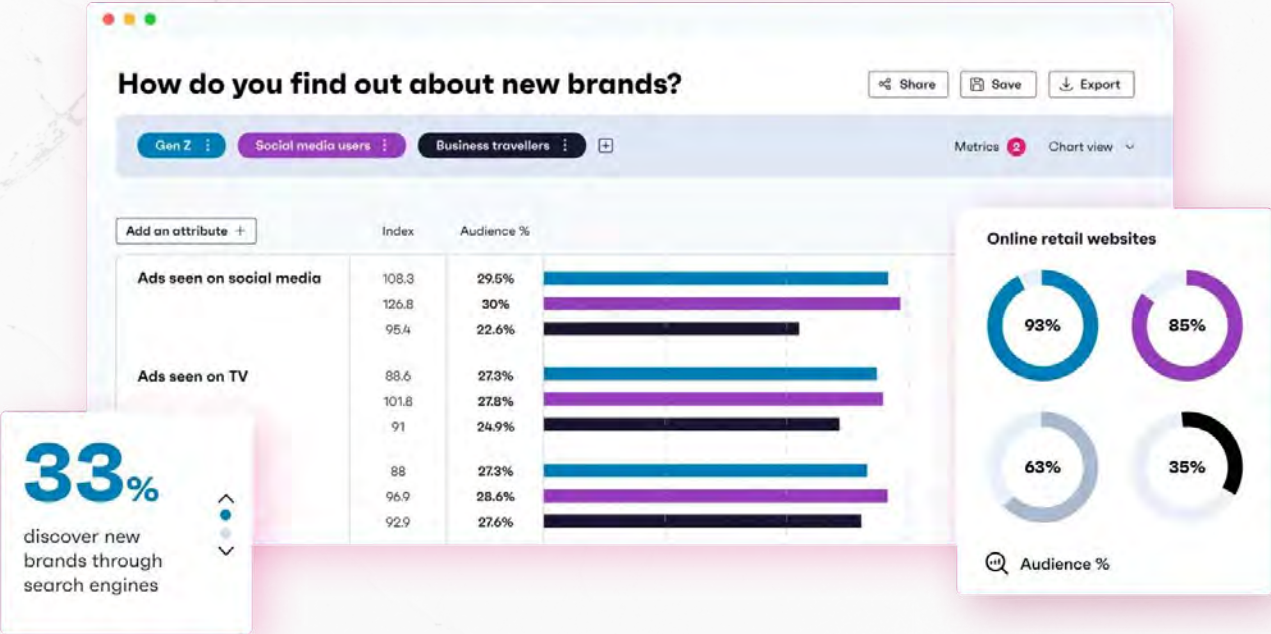 How do you find out about new brands?
Share
Save
Export
Gen Z
Social media users
Business travellers
Metrics 2
Chart view
Add an attribute +
Index
Audience %
Ads seen on social media
108.3
29.5%
126.8
30%
95.4
22.6%
Ads seen on TV
88.6
27.3%
101.8
27.8%
91
24.9%
88
27.3%
96.9
28.6%
92.9
27.6%
33%
discover new
brands through
search engines
Online retail websites
93%
85%
63%
35%
Audience %